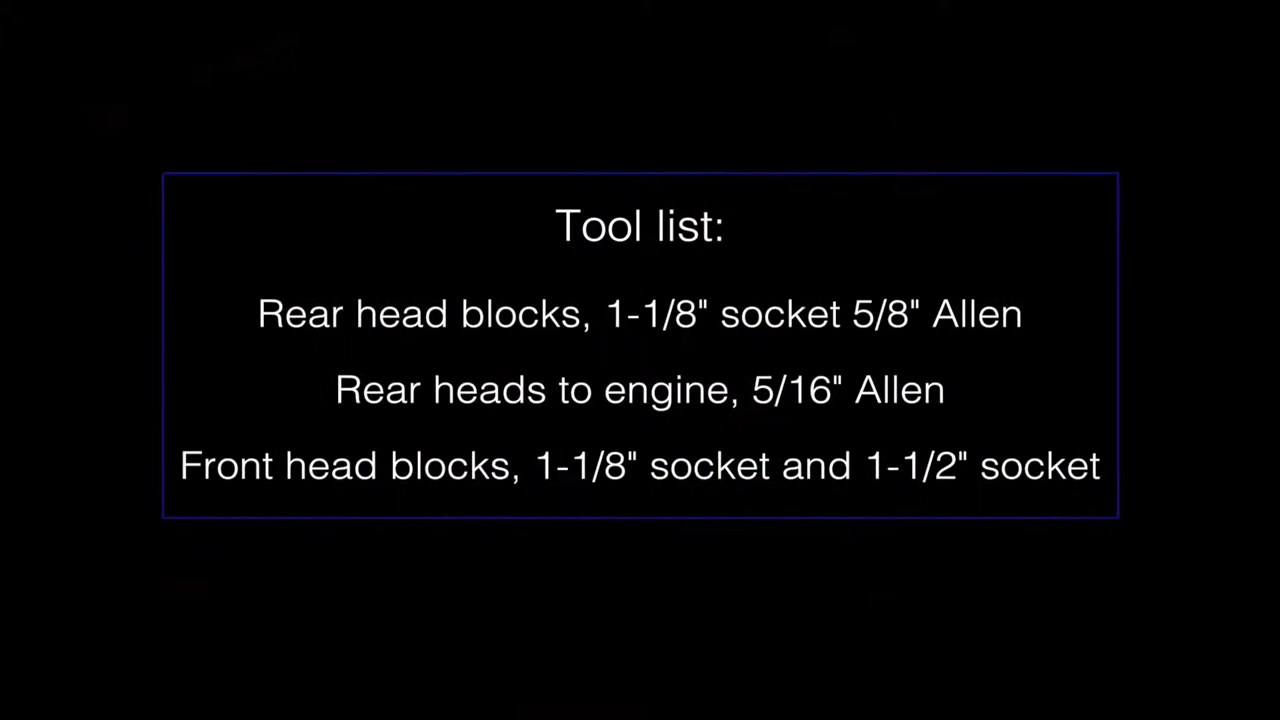 Tool list:
Rear head blocks, 1-1/8" socket 5/8" Allen
Rear heads to engine, 5/16" Allen
Front head blocks, 1-1/8" socket and 1-1/2" socket